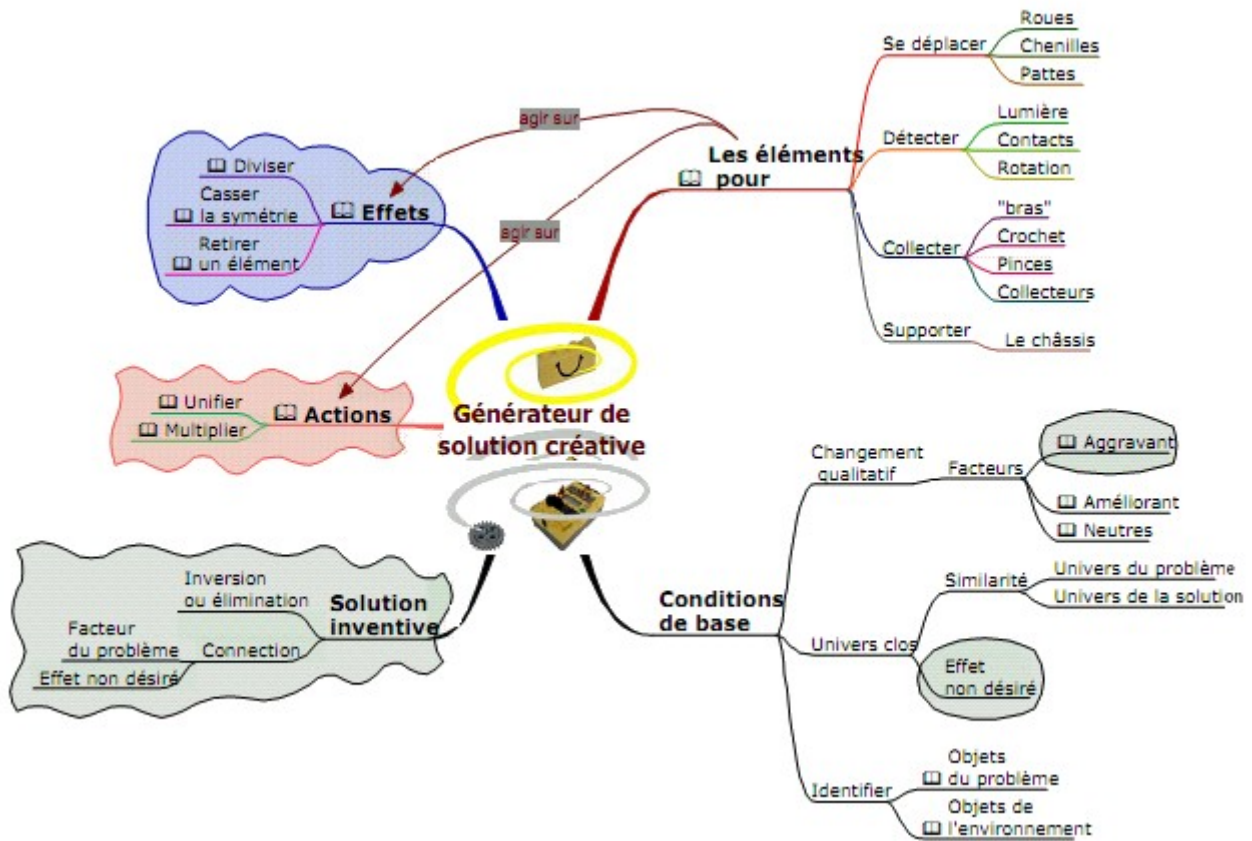 Générateur de
solution créative
Les éléments
pour
Se déplacer
Roues
Chenilles
Pattes
Détecter
Lumière
Contacts
Rotation
Collecter
"bras"
Crochet
Pinces
Collecteurs
Supporter
Le châssis
agir sur
agir sur
Effets
Diviser
Casser
la symétrie
Retirer
un élément
Actions
Unifier
Multiplier
Solution
inventive
Inversion
ou élimination
Connection
Facteur
du problème
Effet non désiré
Conditions
de base
Changement
qualitatif
Facteurs
Aggravant
Améliorant
Neutres
Univers clos
Similarité
Univers du problème
Univers de la solution
Effet
non désiré
Identifier
Objets
du problème
Objets de
l'environnement